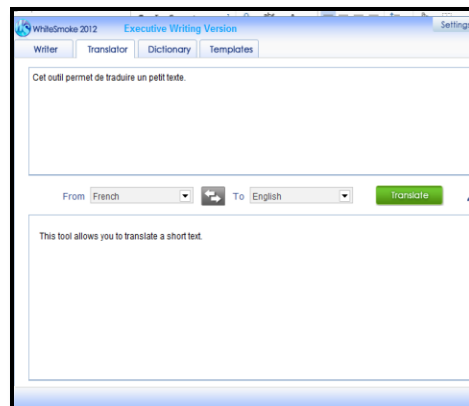 WhiteSmoke 2012 Executive Writing Version Settings
Writer Translator Dictionary Templates
Cet outil permet de traduire un petit texte.
From French To English Translate
This tool allows you to translate a short text.